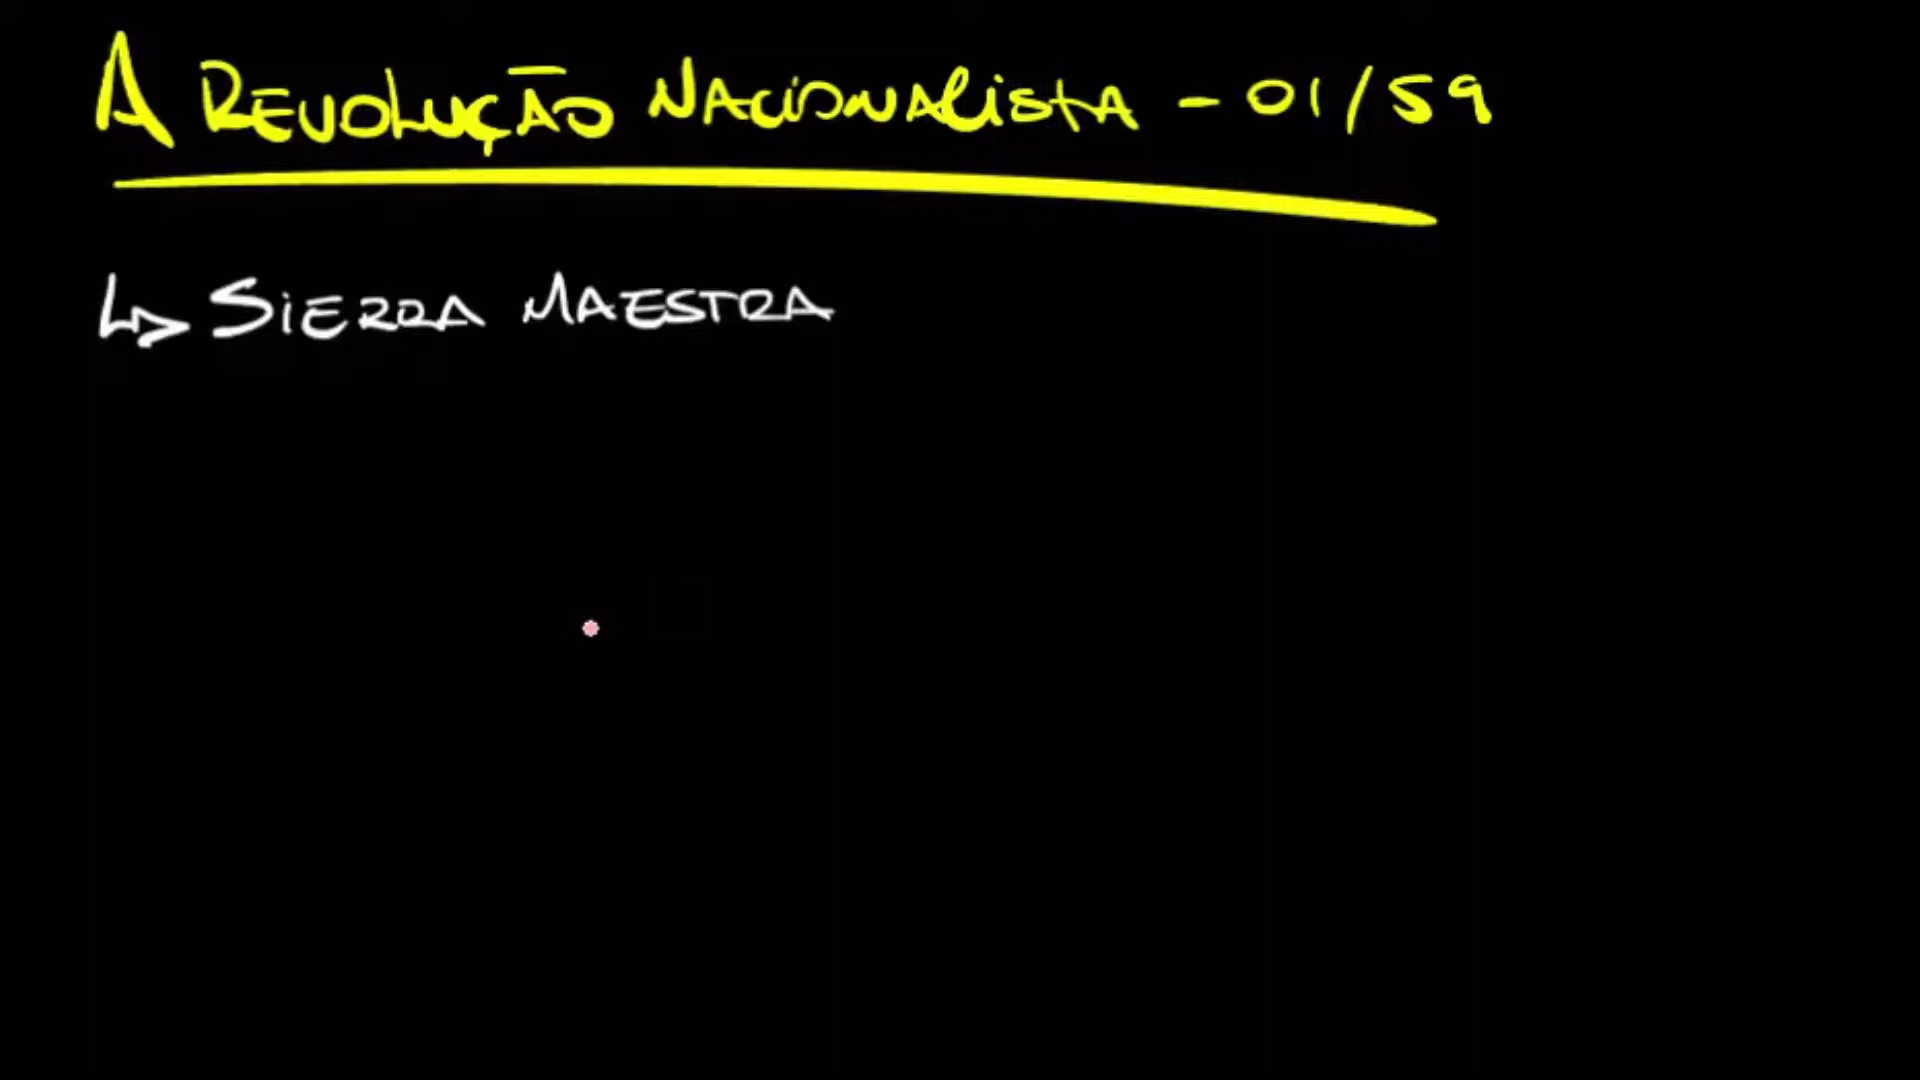 A REVOLUÇÃO NACIONALISTA - 01/59
↳ SIERRA MAESTRA